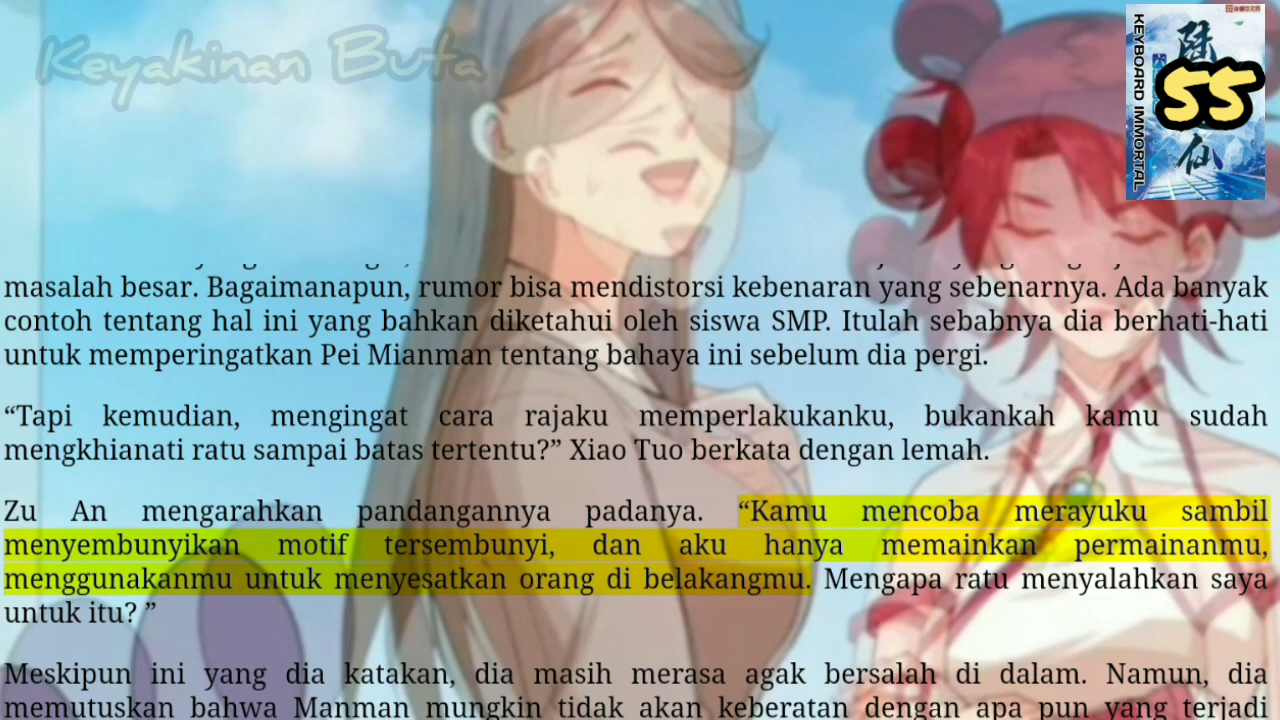 Keyakinan Buta
KEYBOARD IMMORTAL
55
仙
masalah besar. Bagaimanapun, rumor bisa mendistorsi kebenaran yang sebenarnya. Ada banyak
contoh tentang hal ini yang bahkan diketahui oleh siswa SMP. Itulah sebabnya dia berhati-hati
untuk memperingatkan Pei Mianman tentang bahaya ini sebelum dia pergi.
“Tapi kemudian, mengingat cara rajaku memperlakukanku, bukankah kamu sudah
mengkhianati ratu sampai batas tertentu?” Xiao Tuo berkata dengan lemah.
Zu An mengarahkan pandangannya padanya. “Kamu mencoba merayuku sambil
menyembunyikan motif tersembunyi, dan aku hanya memainkan permainanmu,
menggunakanmu untuk menyesatkan orang di belakangmu. Mengapa ratu menyalahkan saya
untuk itu? ”
Meskipun ini yang dia katakan, dia masih merasa agak bersalah di dalam. Namun, dia
memutuskan bahwa Manman mungkin tidak akan keberatan dengan apa pun yang terjadi